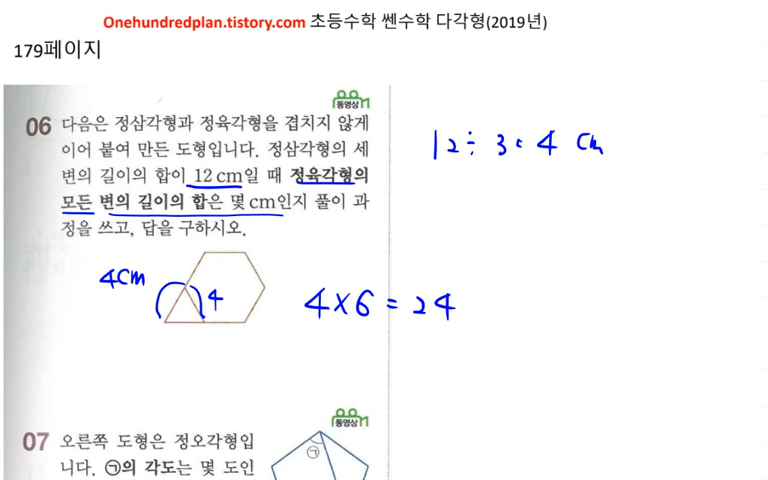 Onehundredplan.tistory.com 초등수학 쎈수학 다각형(2019년)
179페이지
동영상
06 다음은 정삼각형과 정육각형을 겹치지 않게
이어 붙여 만든 도형입니다. 정삼각형의 세
변의 길이의 합이 12 cm일 때 정육각형의
모든 변의 길이의 합은 몇 cm인지 풀이 과
정을 쓰고, 답을 구하시오.
12 ÷ 3 = 4 cm
4cm
4
4×6 = 24
동영상
07 오른쪽 도형은 정오각형입
니다. ㉠의 각도는 몇 도인
㉠